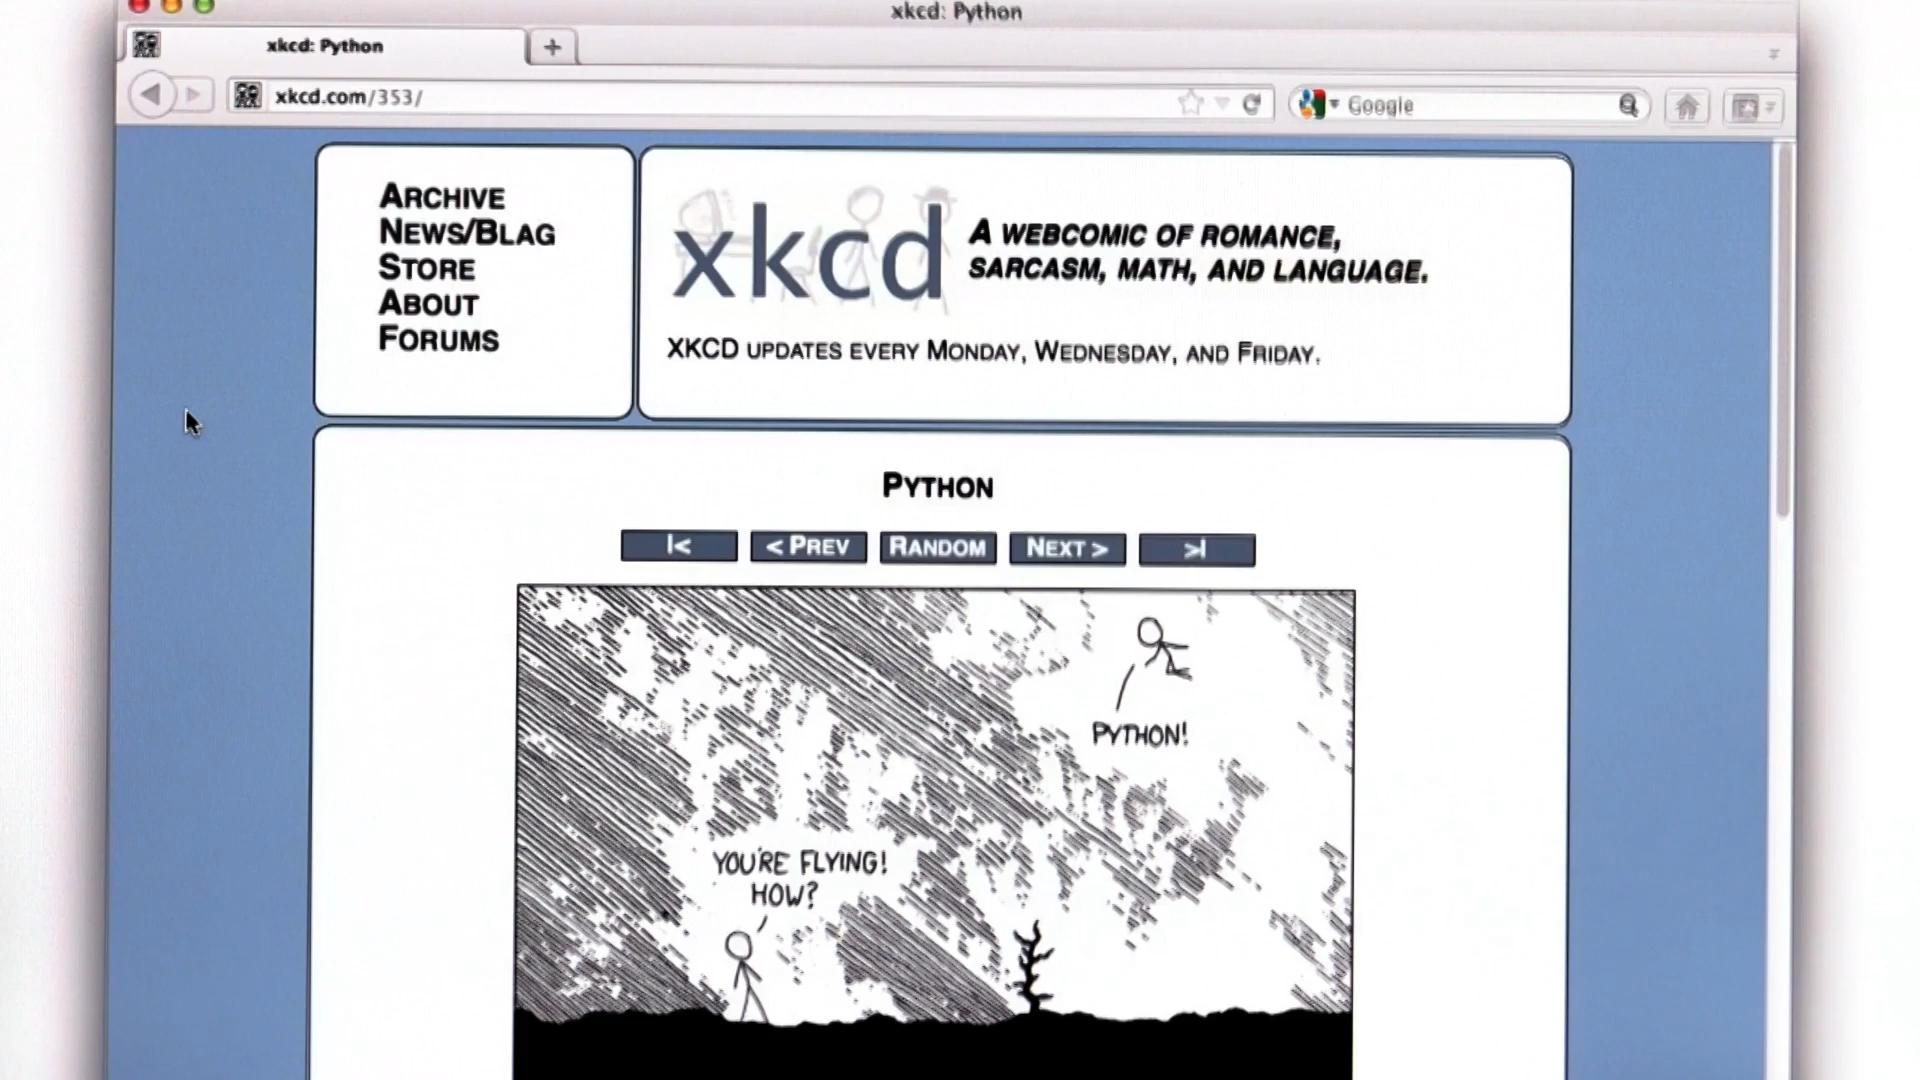 xkcd: Python
xkcd: Python
xkcd.com/353/
Google
ARCHIVE
NEWS/BLAG
STORE
ABOUT
FORUMS
xkcd
A WEBCOMIC OF ROMANCE,
SARCASM, MATH, AND LANGUAGE.
XKCD UPDATES EVERY MONDAY, WEDNESDAY, AND FRIDAY.
PYTHON
|<
< PREV
RANDOM
NEXT >
>|
PYTHON!
YOU'RE FLYING!
HOW?